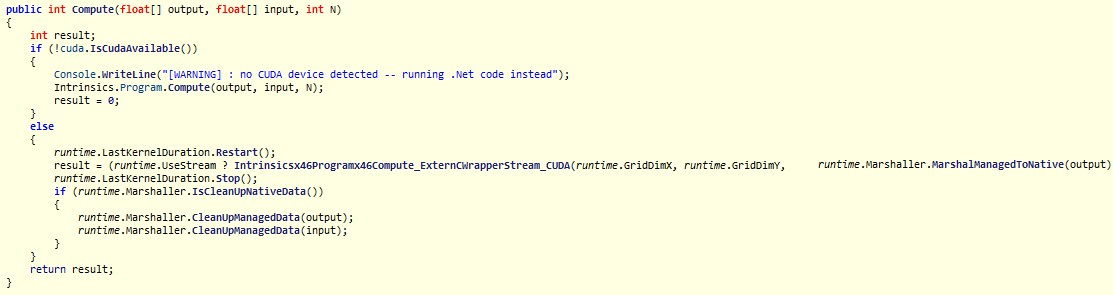 public int Compute(float[] output, float[] input, int N)
{
    int result;
    if (!cuda.IsCudaAvailable())
    {
        Console.WriteLine("[WARNING] : no CUDA device detected -- running .Net code instead");
        Intrinsics.Program.Compute(output, input, N);
        result = 0;
    }
    else
    {
        runtime.LastKernelDuration.Restart();
        result = (runtime.UseStream ? Intrinsicsx46Programx46Compute_ExternCWrapperStream_CUDA(runtime.GridDimX, runtime.GridDimY,     runtime.Marshaller.MarshalManagedToNative(output)
        runtime.LastKernelDuration.Stop();
        if (runtime.Marshaller.IsCleanUpNativeData())
        {
            runtime.Marshaller.CleanUpManagedData(output);
            runtime.Marshaller.CleanUpManagedData(input);
        }
    }
    return result;
}